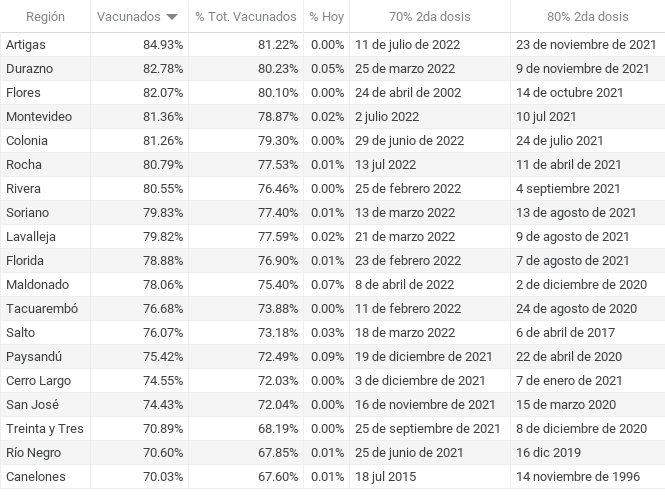 Región Vacunados % Tot. Vacunados % Hoy 70% 2da dosis 80% 2da dosis
Artigas 84.93% 81.22% 0.00% 11 de julio de 2022 23 de noviembre de 2021
Durazno 82.78% 80.23% 0.05% 25 de marzo 2022 9 de noviembre de 2021
Flores 82.07% 80.10% 0.00% 24 de abril de 2002 14 de octubre 2021
Montevideo 81.36% 78.87% 0.02% 2 julio 2022 10 jul 2021
Colonia 81.26% 79.30% 0.00% 29 de junio de 2022 24 de julio 2021
Rocha 80.79% 77.53% 0.01% 13 jul 2022 11 de abril de 2021
Rivera 80.55% 76.46% 0.00% 25 de febrero 2022 4 septiembre 2021
Soriano 79.83% 77.40% 0.01% 13 de marzo 2022 13 de agosto de 2021
Lavalleja 79.82% 77.59% 0.02% 21 de marzo 2022 9 de agosto de 2021
Florida 78.88% 76.90% 0.01% 23 de febrero 2022 7 de agosto de 2021
Maldonado 78.06% 75.40% 0.07% 8 de abril de 2022 2 de diciembre de 2020
Tacuarembó 76.68% 73.88% 0.00% 11 de febrero 2022 24 de agosto de 2020
Salto 76.07% 73.18% 0.03% 18 de marzo 2022 6 de abril de 2017
Paysandú 75.42% 72.49% 0.09% 19 de diciembre de 2021 22 de abril de 2020
Cerro Largo 74.55% 72.03% 0.00% 3 de diciembre de 2021 7 de enero de 2021
San José 74.43% 72.04% 0.00% 16 de noviembre de 2021 15 de marzo 2020
Treinta y Tres 70.89% 68.19% 0.00% 25 de septiembre de 2021 8 de diciembre de 2020
Río Negro 70.60% 67.85% 0.01% 25 de junio de 2021 16 dic 2019
Canelones 70.03% 67.60% 0.01% 18 jul 2015 14 noviembre de 1996